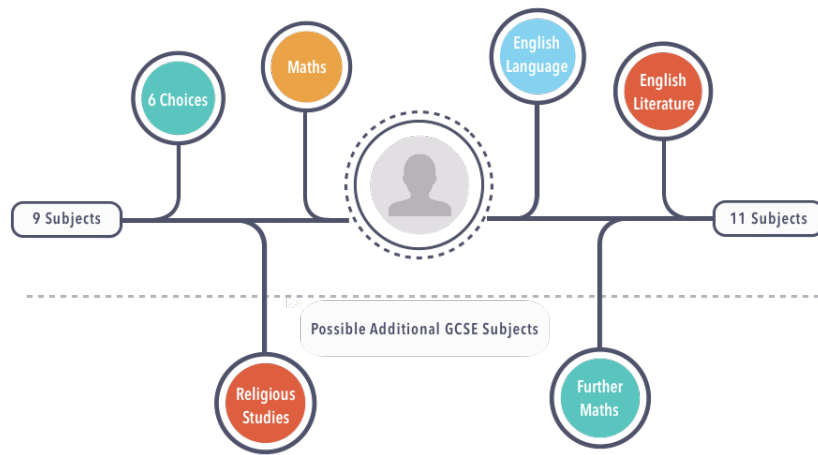 6 Choices
Maths
English
Language
English
Literature
9 Subjects
11 Subjects
Possible Additional GCSE Subjects
Religious
Studies
Further
Maths